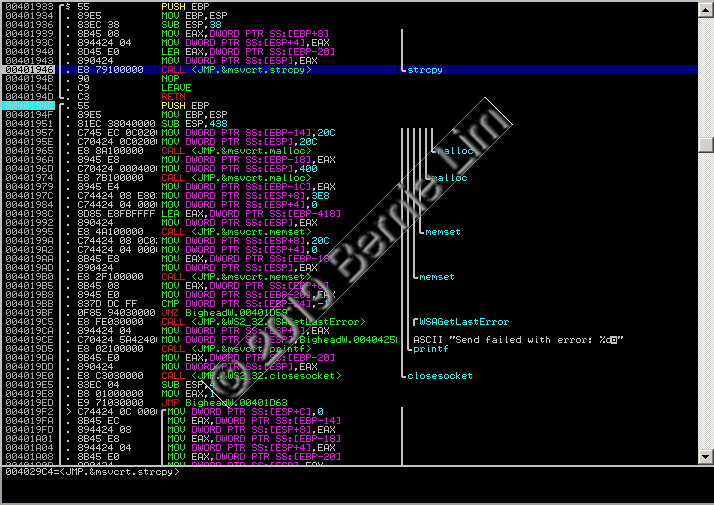 00401933 $ 55 PUSH EBP
00401934 . 89E5 MOV EBP,ESP
00401936 . 83EC 38 SUB ESP,38
00401939 . 8B45 08 MOV EAX,DWORD PTR SS:[EBP+8]
0040193C . 894424 04 MOV DWORD PTR SS:[ESP+4],EAX
00401940 . 8D45 E0 LEA EAX,DWORD PTR SS:[EBP-20]
00401943 . 890424 MOV DWORD PTR SS:[ESP],EAX
00401946 . E8 79100000 CALL <JMP.&msvcrt.strcpy> strcpy
0040194B . 90 NOP
0040194C . C9 LEAVE
0040194D . C3 RETN
0040194E . 55 PUSH EBP
0040194F . 89E5 MOV EBP,ESP
00401951 . 81EC 38040000 SUB ESP,438
00401957 . C745 EC 0C020 MOV DWORD PTR SS:[EBP-14],20C
0040195E . C70424 0C0200 MOV DWORD PTR SS:[ESP],20C
00401965 . E8 8A100000 CALL <JMP.&msvcrt.malloc> malloc
0040196A . 8945 E8 MOV DWORD PTR SS:[EBP-18],EAX
0040196D . C70424 000400 MOV DWORD PTR SS:[ESP],400
00401974 . E8 7B100000 CALL <JMP.&msvcrt.malloc> malloc
00401979 . 8945 E4 MOV DWORD PTR SS:[EBP-1C],EAX
0040197C . C74424 08 E80 MOV DWORD PTR SS:[ESP+8],3E8
00401984 . C74424 04 000 MOV DWORD PTR SS:[ESP+4],0
0040198C . 8D85 E8FBFFFF LEA EAX,DWORD PTR SS:[EBP-418]
00401992 . 890424 MOV DWORD PTR SS:[ESP],EAX
00401995 . E8 4A100000 CALL <JMP.&msvcrt.memset> memset
0040199A . C74424 08 0C0 MOV DWORD PTR SS:[ESP+8],20C
004019A2 . C74424 04 000 MOV DWORD PTR SS:[ESP+4],0
004019AA . 8B45 E8 MOV EAX,DWORD PTR SS:[EBP-18]
004019AD . 890424 MOV DWORD PTR SS:[ESP],EAX
004019B0 . E8 2F100000 CALL <JMP.&msvcrt.memset> memset
004019B5 . 8B45 08 MOV EAX,DWORD PTR SS:[EBP+8]
004019B8 . 8945 E0 MOV DWORD PTR SS:[EBP-20],EAX
004019BB . 837D DC FF CMP DWORD PTR SS:[EBP-24],-1
004019BF . 0F85 94030000 JNZ BigheadW.00401D59
004019C5 . E8 FE030000 CALL <JMP.&WS2_32.WSAGetLastError> WSAGetLastError
004019CA . 894424 04 MOV DWORD PTR SS:[ESP+4],EAX
004019CE . C70424 5A4240 MOV DWORD PTR SS:[ESP],BigheadW.0040425 ASCII "Send failed with error: %d"
004019D5 . E8 02100000 CALL <JMP.&msvcrt.printf> printf
004019DA . 8B45 E0 MOV EAX,DWORD PTR SS:[EBP-20]
004019DD . 890424 MOV DWORD PTR SS:[ESP],EAX
004019E0 . E8 C3030000 CALL <JMP.&WS2_32.closesocket> closesocket
004019E5 . 83EC 04 SUB ESP,4
004019E8 . B8 01000000 MOV EAX,1
004019ED . E9 71030000 JMP BigheadW.00401D63
004019F2 > C74424 0C 000 MOV DWORD PTR SS:[ESP+C],0
004019FA . 8B45 EC MOV EAX,DWORD PTR SS:[EBP-14]
004019FD . 894424 08 MOV DWORD PTR SS:[ESP+8],EAX
00401A01 . 8B45 E8 MOV EAX,DWORD PTR SS:[EBP-18]
00401A04 . 894424 04 MOV DWORD PTR SS:[ESP+4],EAX
00401A08 . 8B45 E0 MOV EAX,DWORD PTR SS:[EBP-20]
004029C4=<JMP.&msvcrt.strcpy>
Bernie Lim